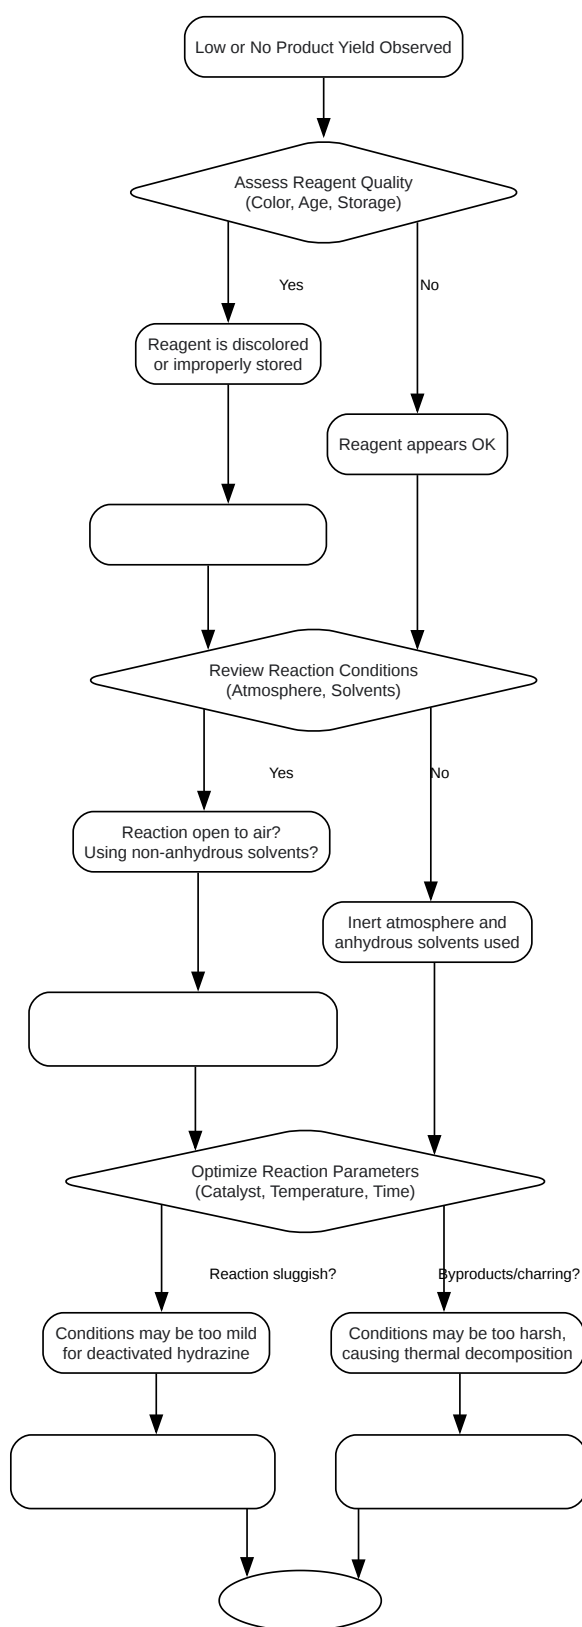 Low or No Product Yield Observed
Assess Reagent Quality
(Color, Age, Storage)
Yes
No
Reagent is discolored
or improperly stored
Reagent appears OK
Review Reaction Conditions
(Atmosphere, Solvents)
Yes
No
Reaction open to air?
Using non-anhydrous solvents?
Inert atmosphere and
anhydrous solvents used
Optimize Reaction Parameters
(Catalyst, Temperature, Time)
Reaction sluggish?
Byproducts/charring?
Conditions may be too mild
for deactivated hydrazine
Conditions may be too harsh,
causing thermal decomposition